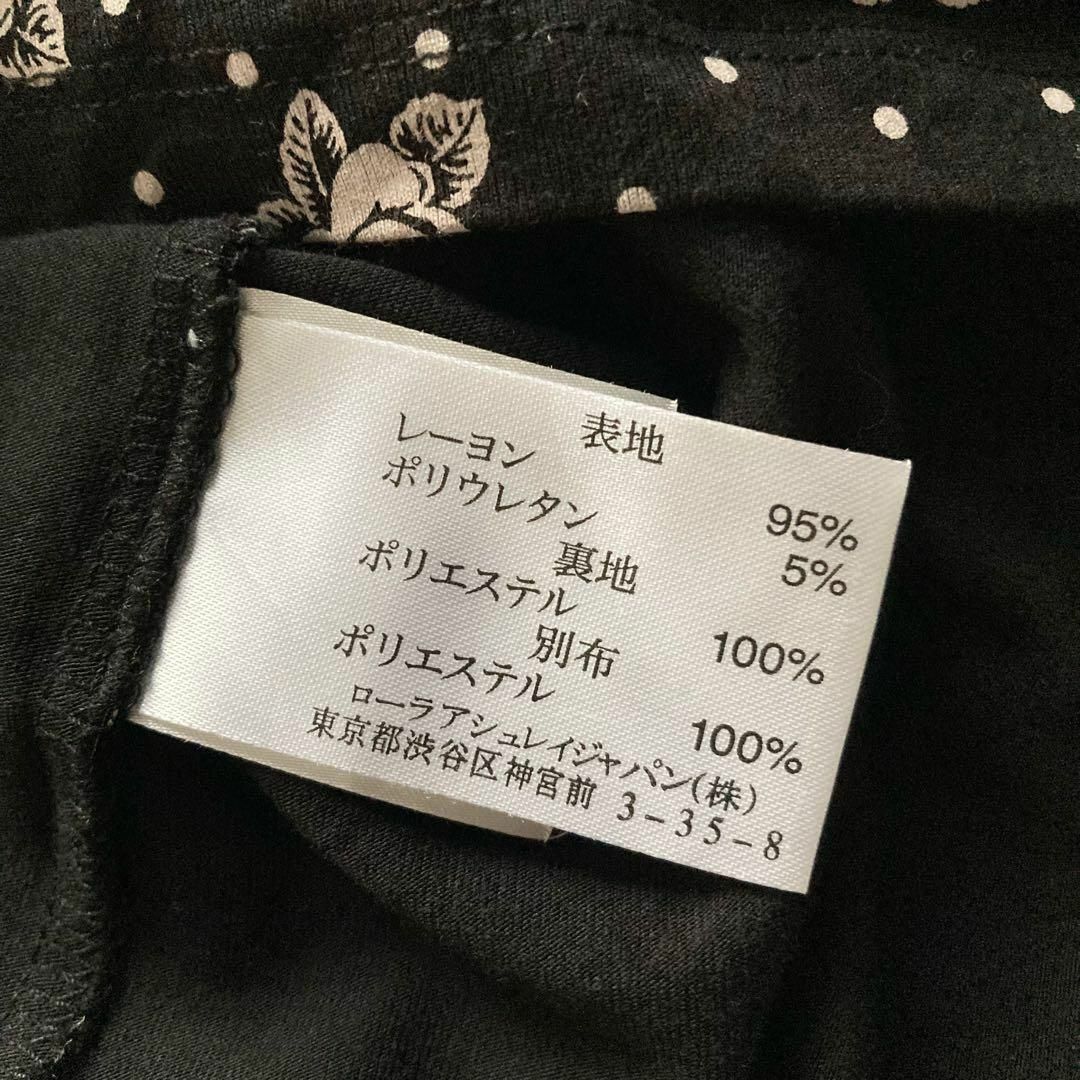 表地
レーヨン 95%
ポリウレタン 5%
裏地
ポリエステル 100%
別布
ポリエステル 100%
ローラアシュレイジャパン(株)
東京都渋谷区神宮前 3-35-8